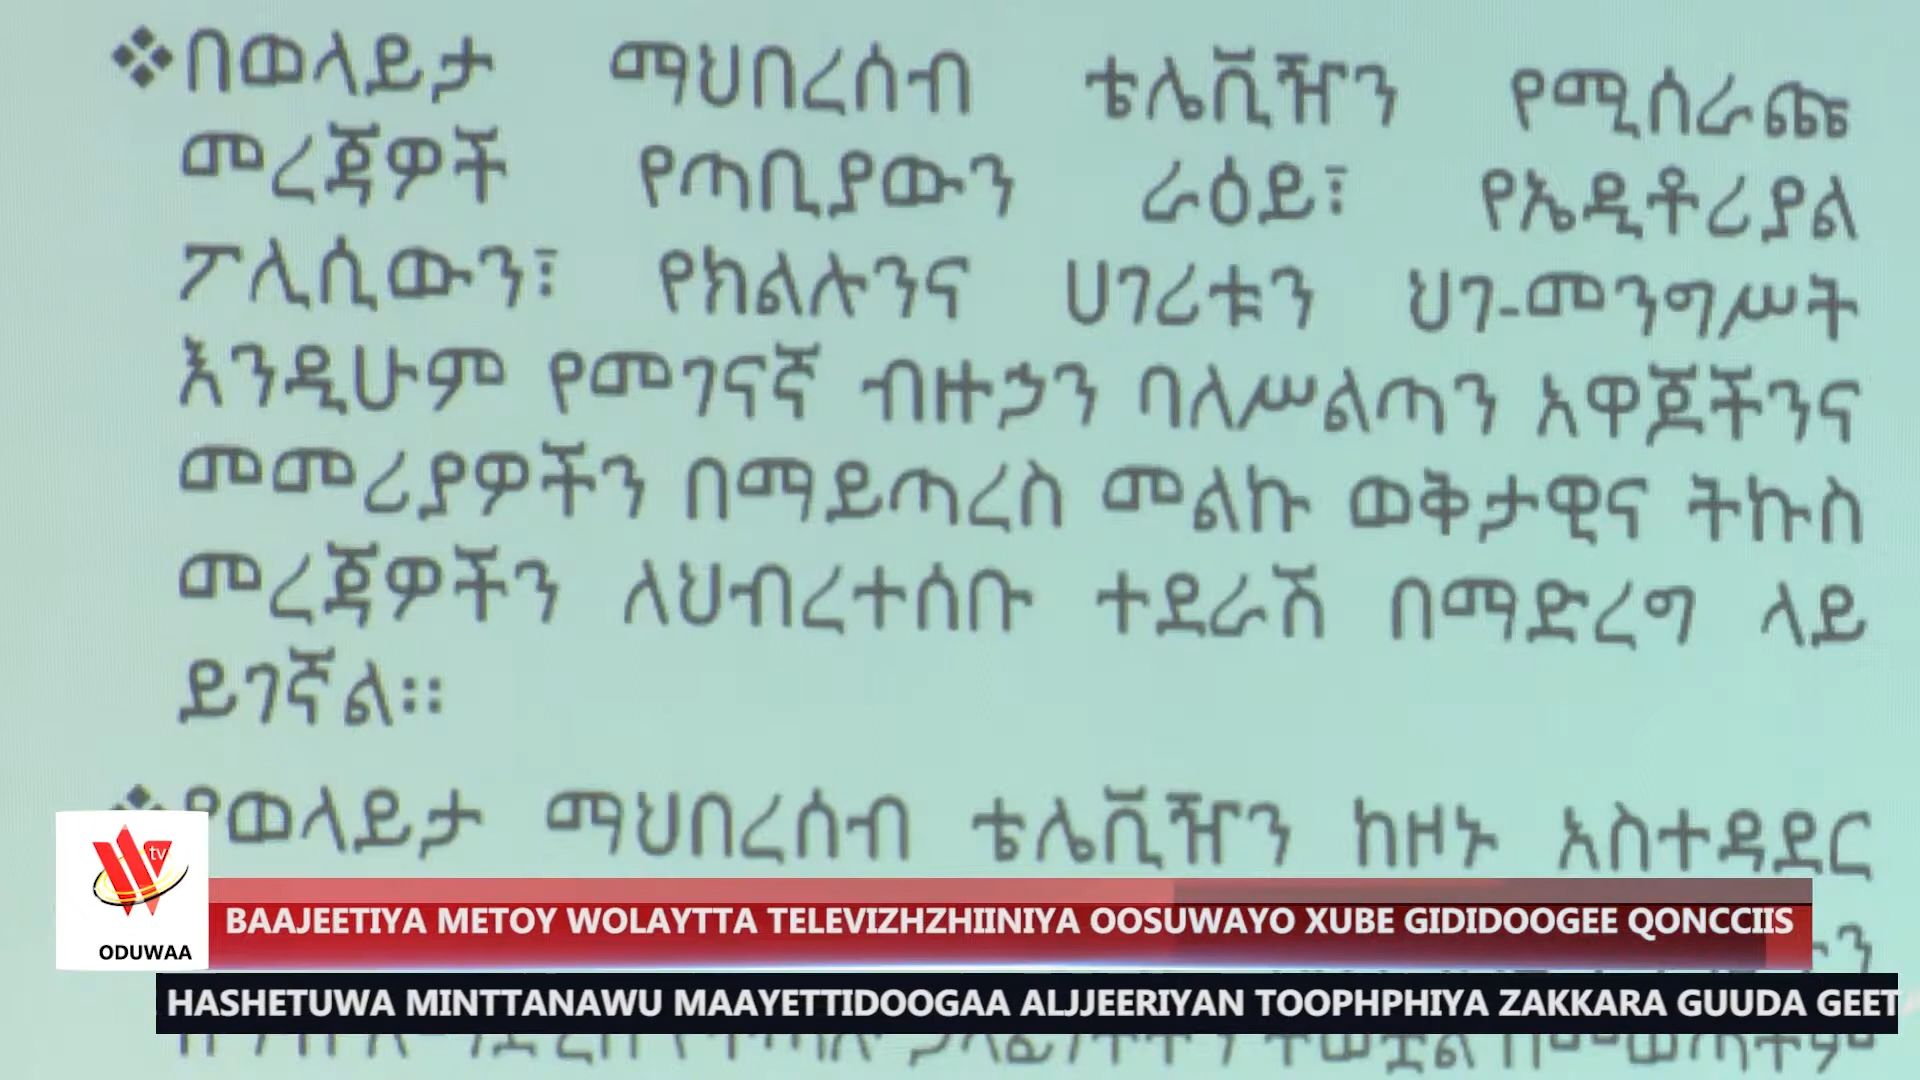 ❖በወላይታ ማህበረሰብ ቴሌቪዥን የሚሰራጩ
መረጃዎች የጣቢያውን ራዕይ፣ የኤዲቶሪያል
ፖሊሲውን፣ የክልሉንና ሀገሪቱን ህገ-መንግሥት
እንዲሁም የመገናኛ ብዙኃን ባለሥልጣን አዋጆችንና
መመሪያዎችን በማይጣረስ መልኩ ወቅታዊና ትኩስ
መረጃዎችን ለህብረተሰቡ ተደራሽ በማድረግ ላይ
ይገኛል፡፡
❖የወላይታ ማህበረሰብ ቴሌቪዥን ከዞኑ አስተዳደር
tv
BAAJEETIYA METOY WOLAYTTA TELEVIZHZHIINIYA OOSUWAYO XUBE GIDIDOOGEE QONCCIIS
ODUWAA
HASHETUWA MINTTANAWU MAAYETTIDOOGAA ALJJEERIYAN TOOPHPHIYA ZAKKARA GUUDA